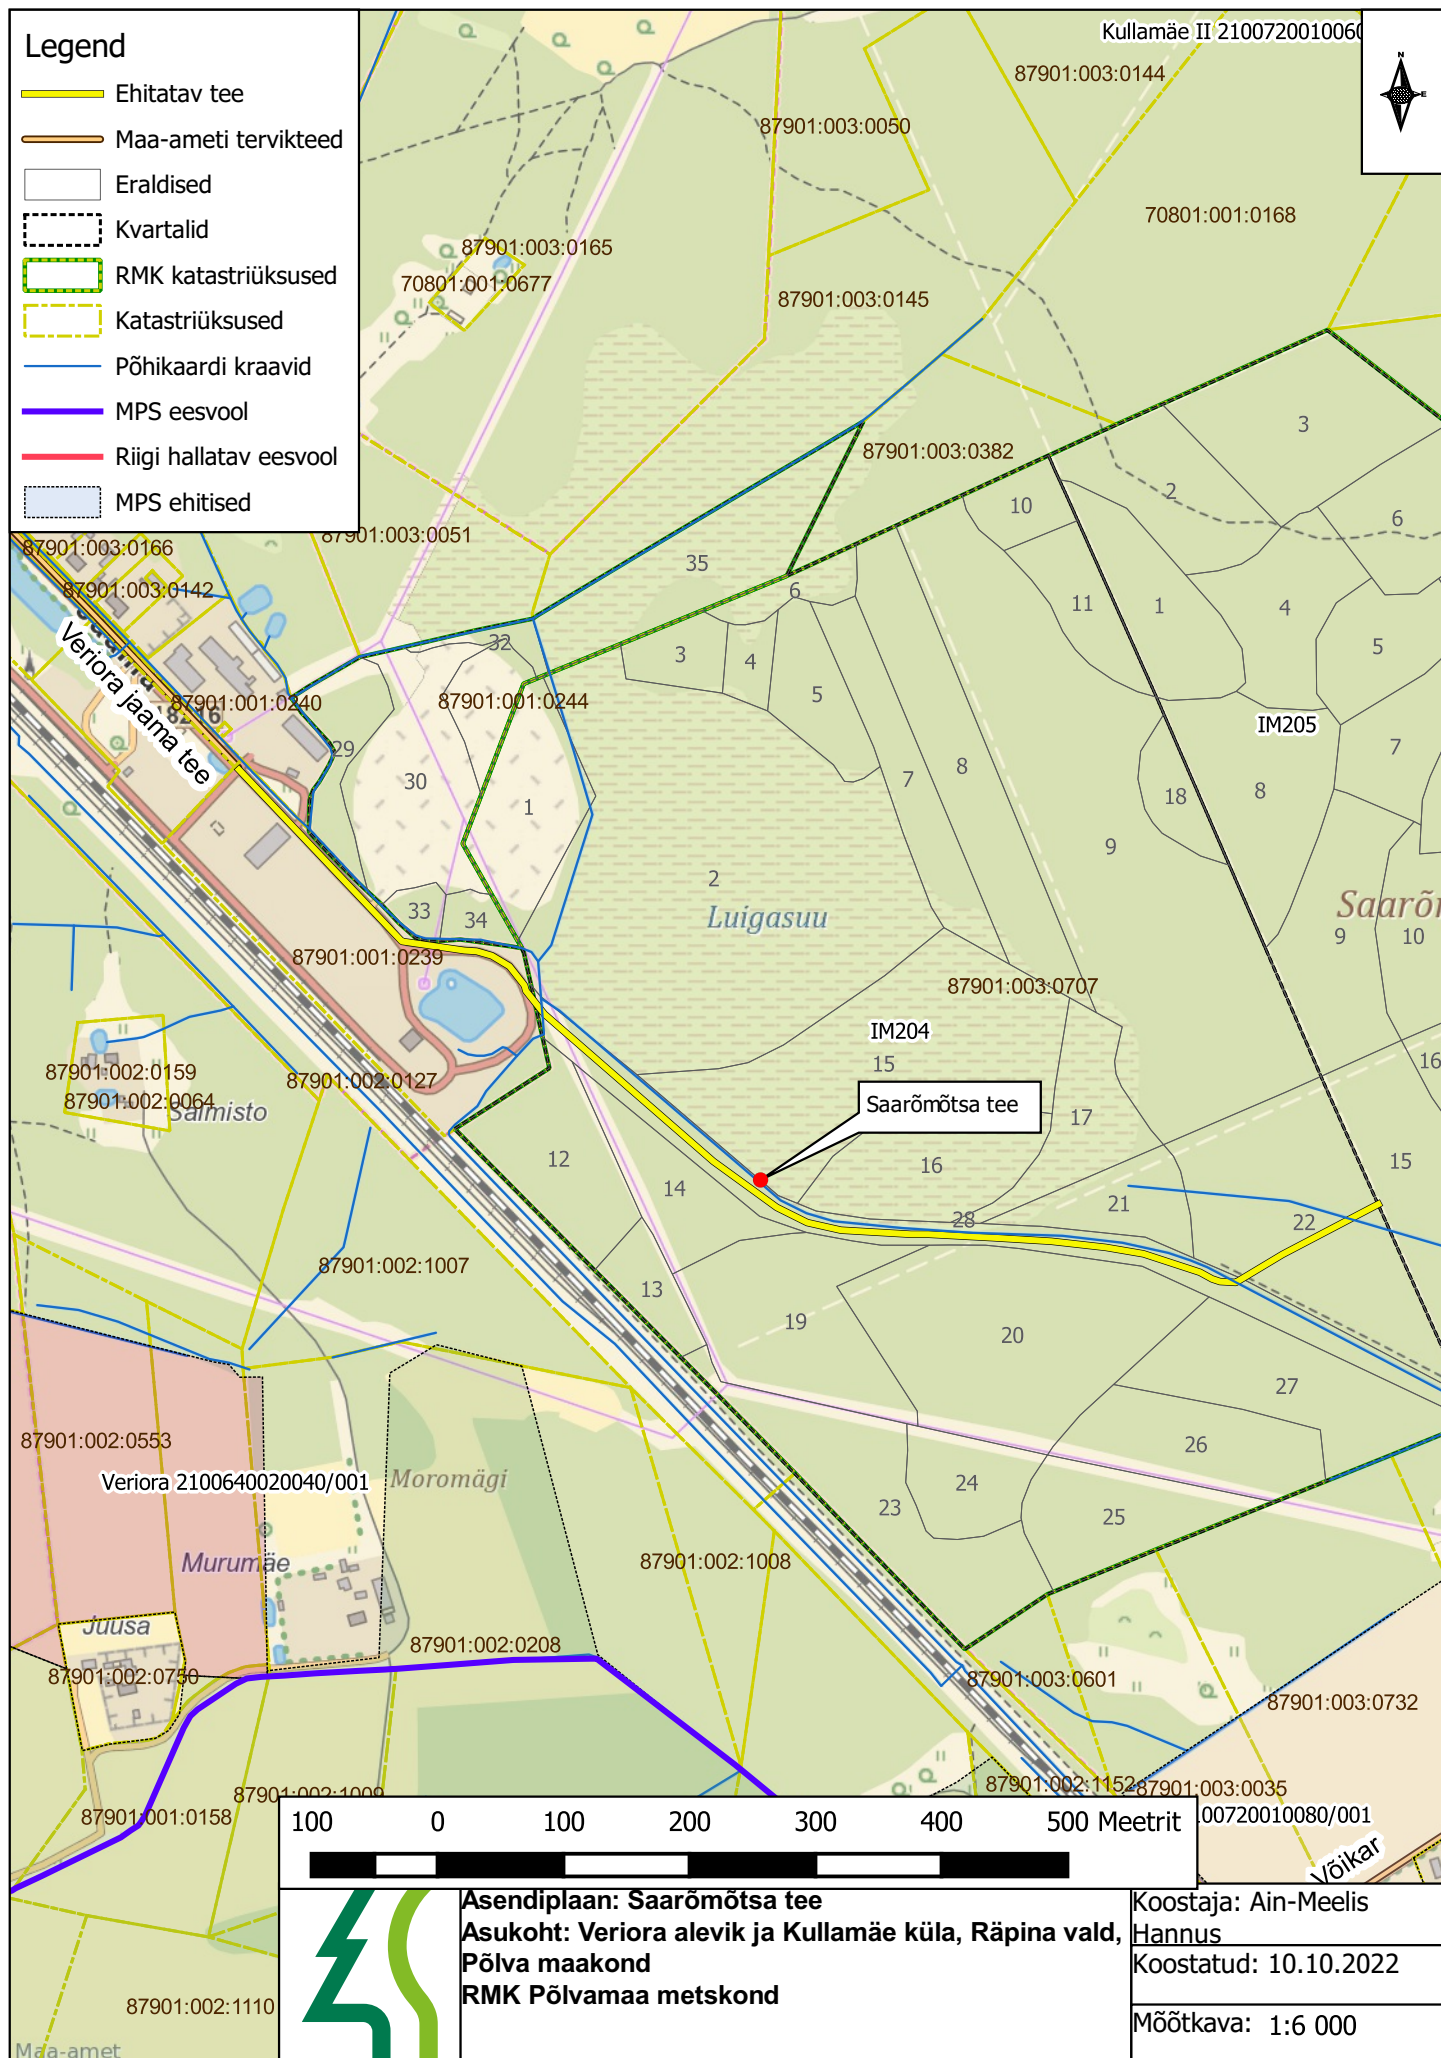 Legend
Ehitatav tee
Maa-ameti tervikteed
Eraldised
Kvartalid
RMK katastriüksused
Katastriüksused
Põhikaardi kraavid
MPS eesvool
Riigi hallatav eesvool
MPS ehitised
Kullamäe II 2100720010060
N
E
87901:003:0144
87901:003:0050
70801:001:0168
87901:003:0165
70801:001:0677
87901:003:0145
3
87901:003:0382
2
10
6
87901:003:0051
87901:003:0166
35
87901:003:0142
6
11
1
4
32
3
4
5
5
Veriora jaama tee
87901:001:0240
87901:001:0244
18216
IM205
29
7
8
7
30
1
18
8
9
2
Luigasuu
33
34
9
10
87901:001:0239
87901:003:0707
IM204
15
16
87901:002:0159
87901:002:0127
87901:002:0064
Saarõmõtsa tee
Salmisto
17
12
16
15
14
21
28
22
87901:002:1007
13
19
20
27
87901:002:0553
26
Veriora 2100640020040/001
Moromägi
24
23
25
Murumäe
87901:002:1008
Juusa
87901:002:0208
87901:002:0750
87901:003:0601
87901:003:0732
87901:002:1152
87901:003:0035
87901:002:1009
87901:001:0158
100 0 100 200 300 400 500 Meetrit
00720010080/001
Võikar
Asendiplaan: Saarõmõtsa tee
Asukoht: Veriora alevik ja Kullamäe küla, Räpina vald,
Põlva maakond
RMK Põlvamaa metskond
Koostaja: Ain-Meelis
Hannus
Koostatud: 10.10.2022
Mõõtkava: 1:6 000
87901:002:1110
Maa-amet